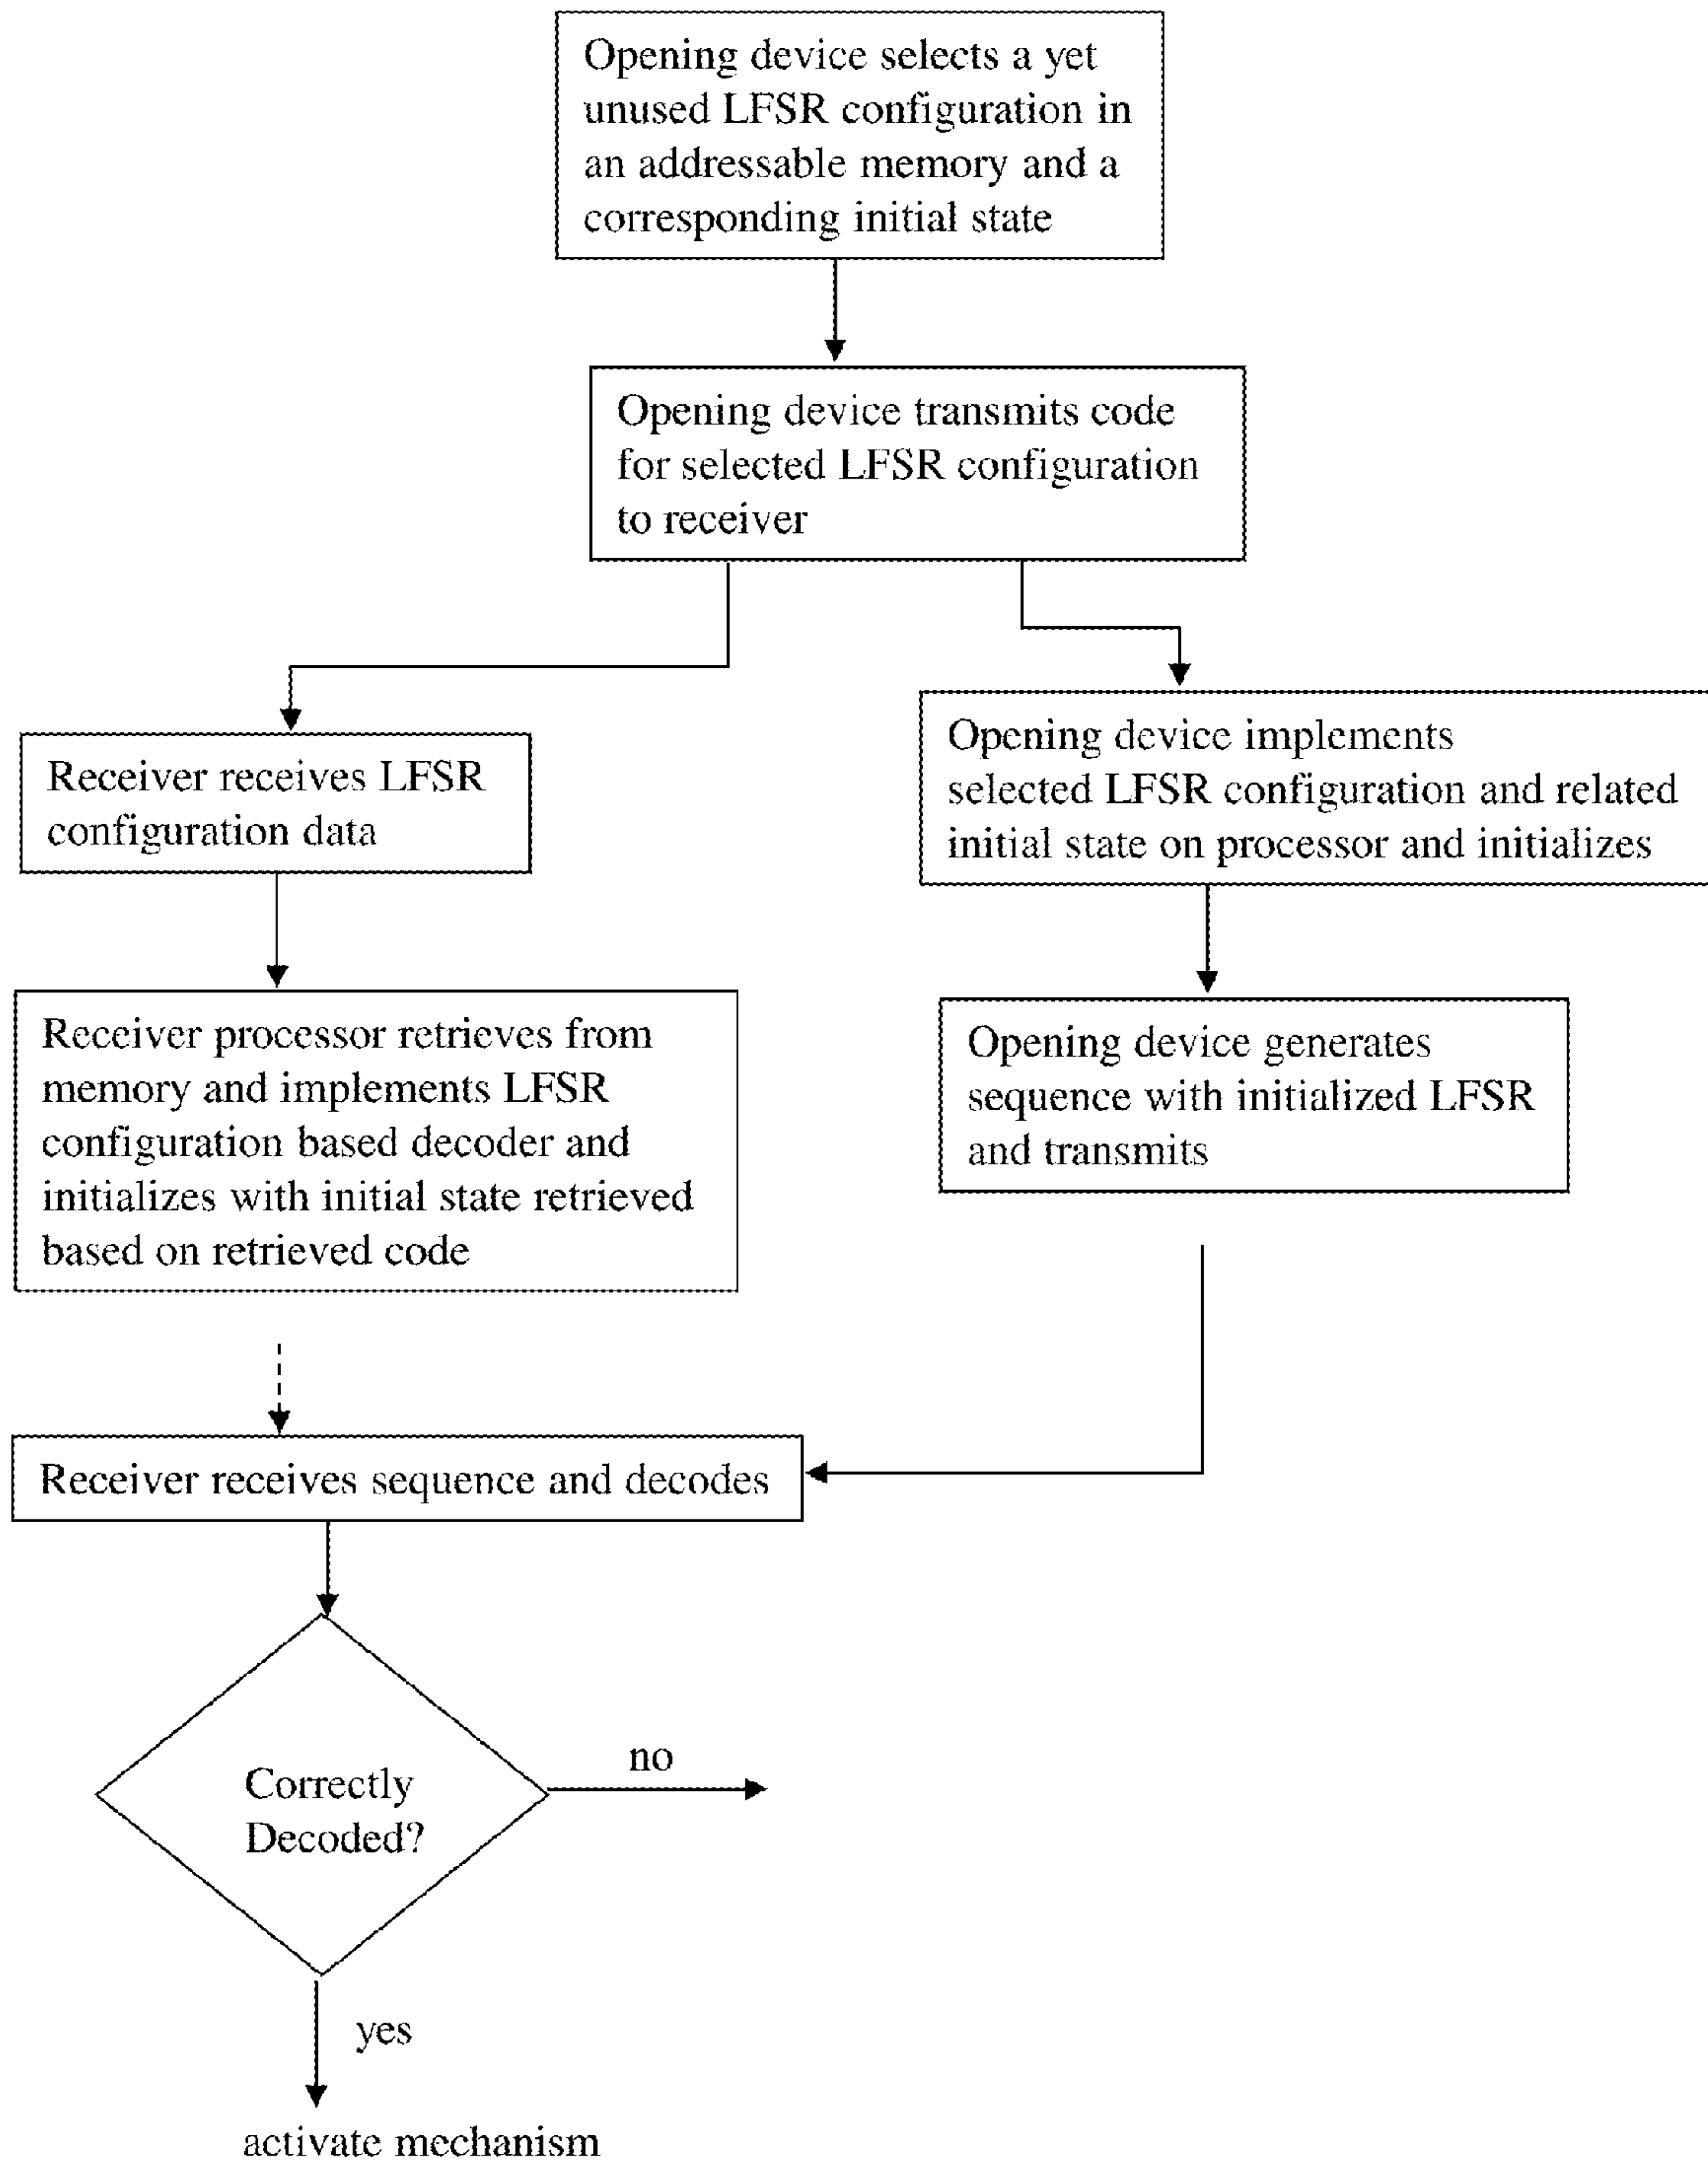 Opening device selects a yet
unused LFSR configuration in
an addressable memory and a
corresponding initial state
Opening device transmits code
for selected LFSR configuration
to receiver
Receiver receives LFSR
configuration data
Opening device implements
selected LFSR configuration and related
initial state on processor and initializes
Receiver processor retrieves from
memory and implements LFSR
configuration based decoder and
initializes with initial state retrieved
based on retrieved code
Opening device generates
sequence with initialized LFSR
and transmits
Receiver receives sequence and decodes
Correctly
Decoded?
no
yes
activate mechanism